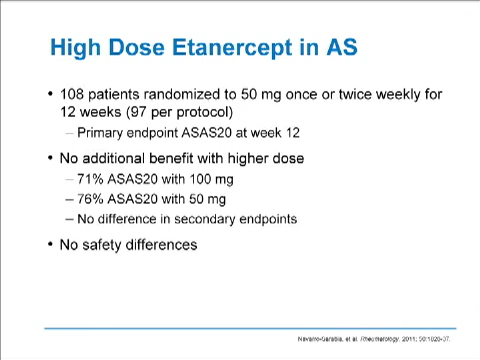 High Dose Etanercept in AS
• 108 patients randomized to 50 mg once or twice weekly for
12 weeks (97 per protocol)
– Primary endpoint ASAS20 at week 12
• No additional benefit with higher dose
– 71% ASAS20 with 100 mg
– 76% ASAS20 with 50 mg
– No difference in secondary endpoints
• No safety differences
Navarro-Sarabia, et al. Rheumatology. 2011; 50:1828-37.